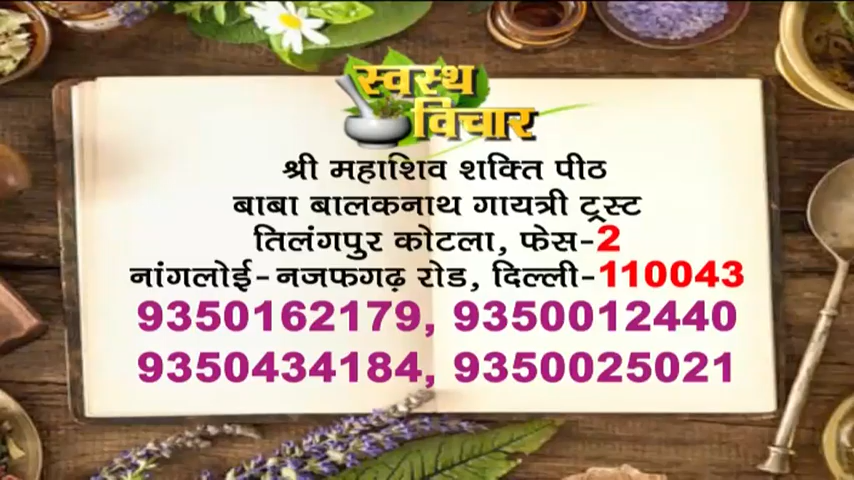 स्वस्थ
विचार
श्री महाशिव शक्ति पीठ
बाबा बालकनाथ गायत्री ट्रस्ट
तिलंगपुर कोटला, फेस-2
नांगलोई-नजफगढ़ रोड, दिल्ली-110043
9350162179, 9350012440
9350434184, 9350025021